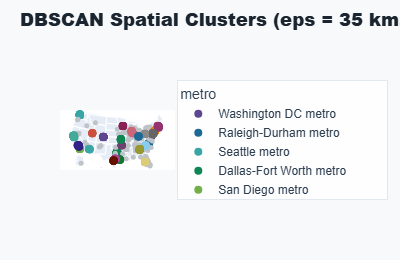 DBSCAN Spatial Clusters (eps = 35 km
metro
Washington DC metro
Raleigh-Durham metro
Seattle metro
Dallas-Fort Worth metro
San Diego metro